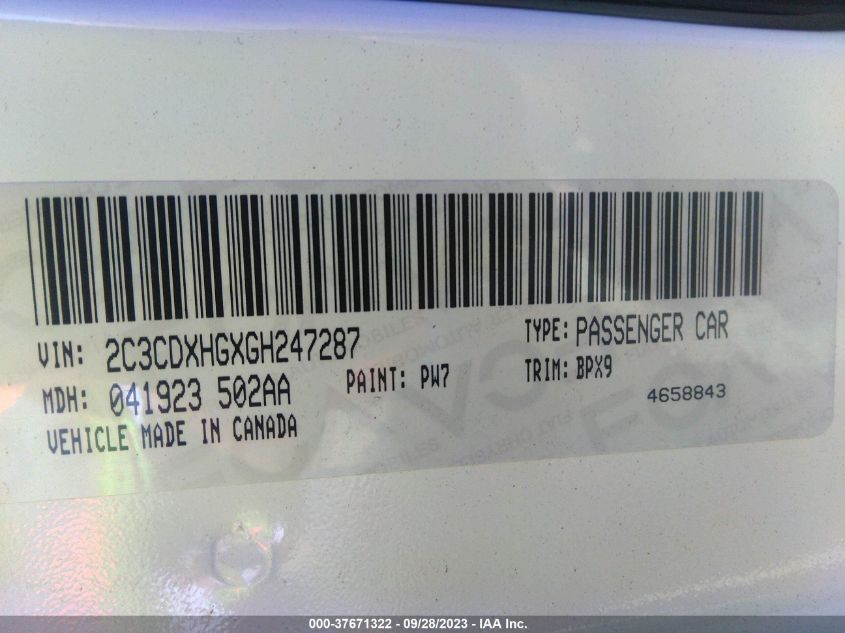 VIN: 2C3CDXHGXGH247287
TYPE: PASSENGER CAR
MDH: 041923 502AA
PAINT: PW7
TRIM: BPX9
4658843
VEHICLE MADE IN CANADA
000-37671322 - 09/28/2023 - IAA Inc.